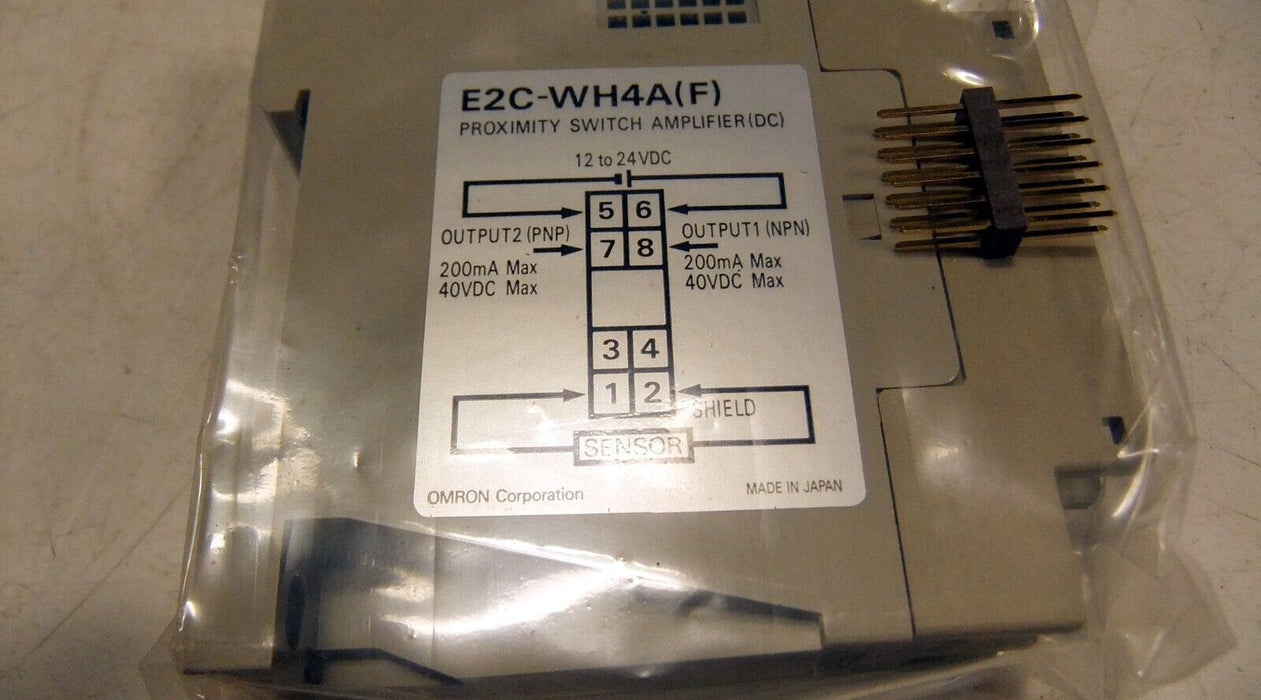 E2C-WH4A(F)
PROXIMITY SWITCH AMPLIFIER(DC)
12 to 24VDC
5 6
OUTPUT2 (PNP)
OUTPUT1 (NPN)
7 8
200mA Max
40VDC Max
200mA Max
40VDC Max
3 4
1 2
SHIELD
SENSOR
OMRON Corporation
MADE IN JAPAN